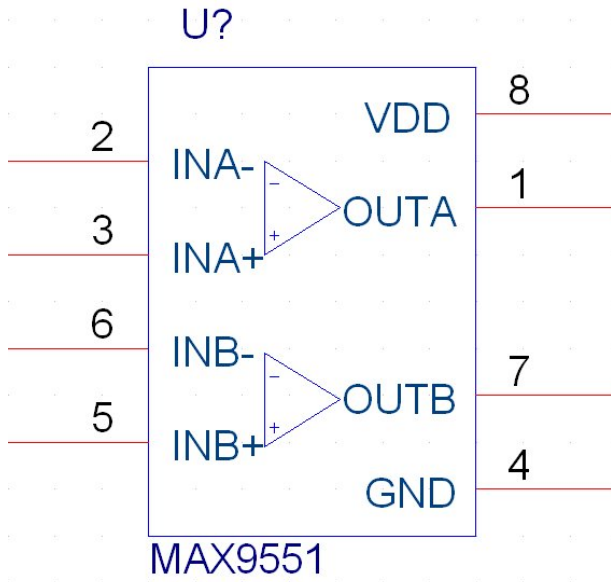 U?
8
VDD
2
INA-
-
1
OUTA
3
INA+
+
6
INB-
-
7
OUTB
5
INB+
+
4
GND
MAX9551